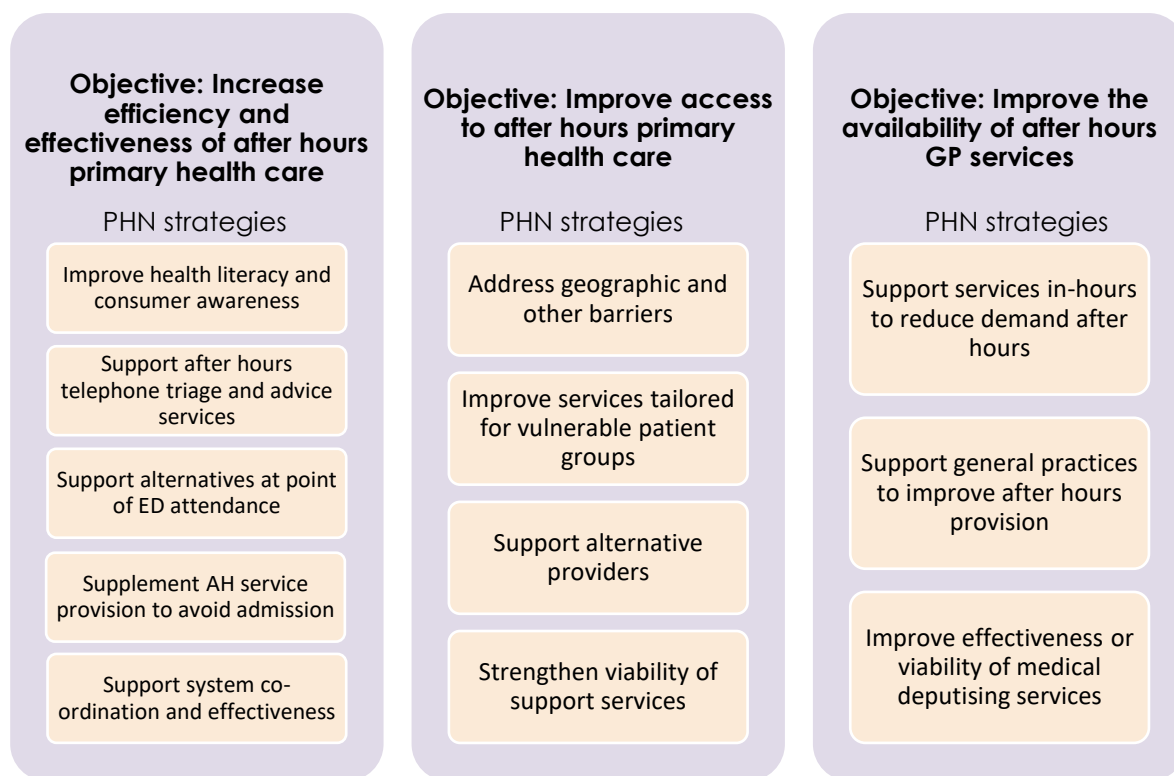 Objective: Increase
efficiency and
effectiveness of after hours
primary health care
PHN strategies
Improve health literacy and
consumer awareness
Support after hours
telephone triage and advice
services
Support alternatives at point
of ED attendance
Supplement AH service
provision to avoid admission
Support system co-
ordination and effectiveness
Objective: Improve access
to after hours primary
health care
PHN strategies
Address geographic and
other barriers
Improve services tailored
for vulnerable patient
groups
Support alternative
providers
Strengthen viability of
support services
Objective: Improve the
availability of after hours
GP services
PHN strategies
Support services in-hours
to reduce demand after
hours
Support general practices
to improve after hours
provision
Improve effectiveness or
viability of medical
deputising services